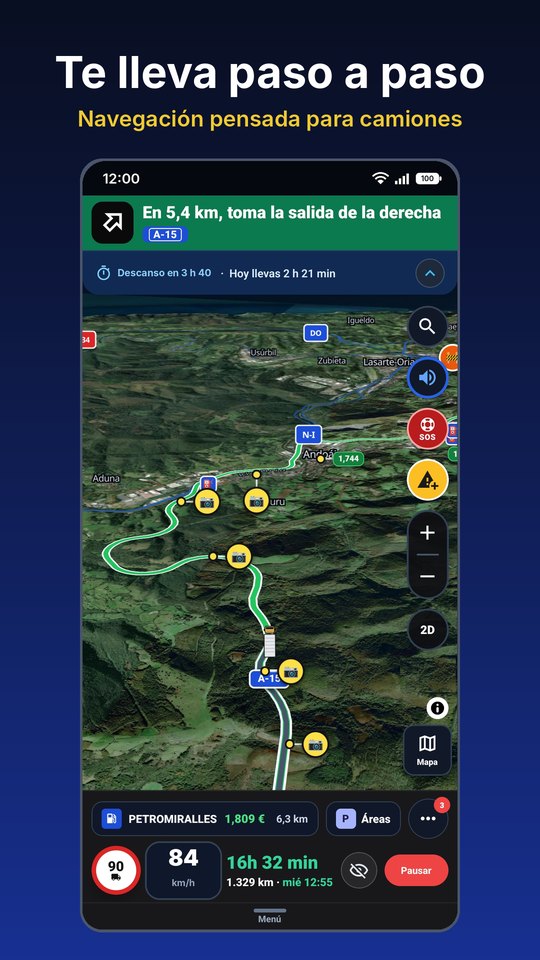 Te lleva paso a paso
Navegación pensada para camiones
12:00
100
En 5,4 km, toma la salida de la derecha
A-15
Descanso en 3 h 40 · Hoy llevas 2 h 21 min
Igueldo
DO
Usúrbil
Zubieta
Lasarte-Oria
N-I
SOS
1,744
Aduna
uru
2D
A-15
Mapa
PETROMIRALLES 1,809 € 6,3 km
P Áreas
3
90
84
km/h
16h 32 min
1.329 km · mié 12:55
Pausar
Menú